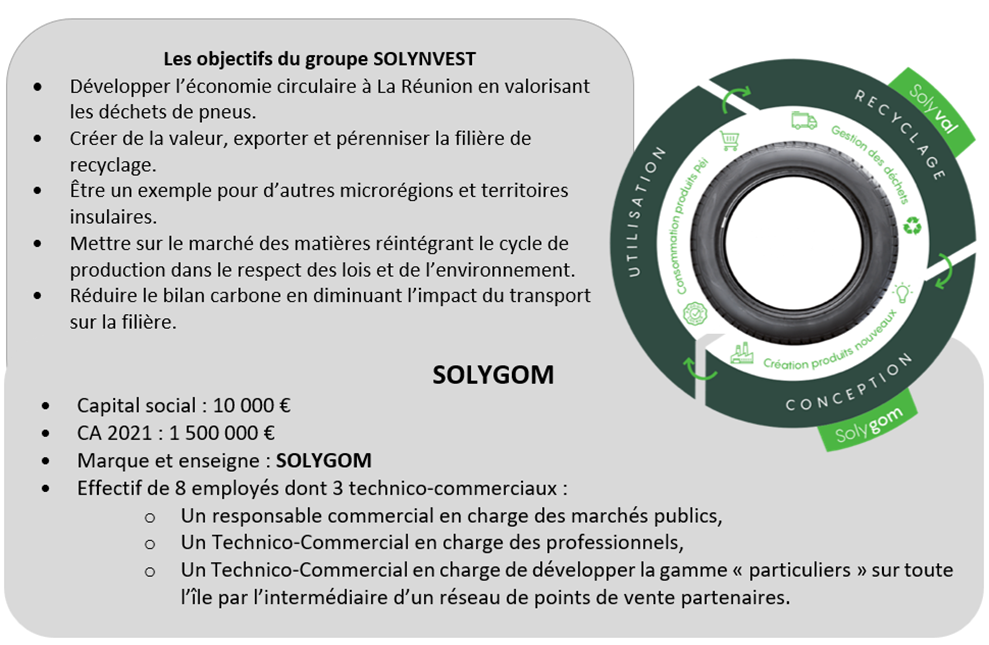 Les objectifs du groupe SOLYNVEST
• Développer l’économie circulaire à La Réunion en valorisant
les déchets de pneus.
• Créer de la valeur, exporter et pérenniser la filière de
recyclage.
• Être un exemple pour d’autres microrégions et territoires
insulaires.
• Mettre sur le marché des matières réintégrant le cycle de
production dans le respect des lois et de l’environnement.
• Réduire le bilan carbone en diminuant l’impact du transport
sur la filière.
Solyval
RECYCLAGE
Gestion des déchets
UTILISATION
Consommation produits Péi
Création produits nouveaux
CONCEPTION
Solygom
SOLYGOM
• Capital social : 10 000 €
• CA 2021 : 1 500 000 €
• Marque et enseigne : SOLYGOM
• Effectif de 8 employés dont 3 technico-commerciaux :
o Un responsable commercial en charge des marchés publics,
o Un Technico-Commercial en charge des professionnels,
o Un Technico-Commercial en charge de développer la gamme « particuliers » sur toute
l’île par l’intermédiaire d’un réseau de points de vente partenaires.